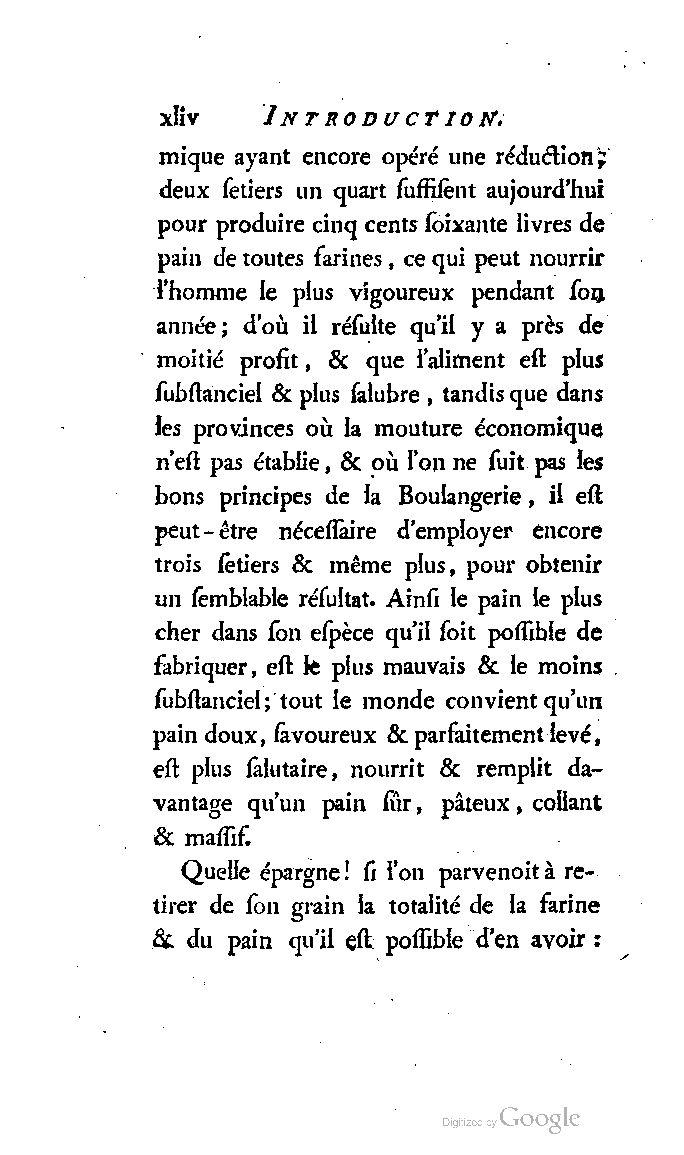 xliv INTRODUCTION.
mique ayant encore opéré une réduction;
deux ſetiers un quart ſuffiſent aujourd'hui
pour produire cinq cents ſoixante livres de
pain de toutes farines, ce qui peut nourrir
l'homme le plus vigoureux pendant ſon
année; d'où il réſulte qu'il y a près de
moitié profit, & que l'aliment eſt plus
ſubſtanciel & plus ſalubre, tandis que dans
les provinces où la mouture économique
n'eſt pas établie, & où l'on ne ſuit pas les
bons principes de la Boulangerie, il eſt
peut-être néceſſaire d'employer encore
trois ſetiers & même plus, pour obtenir
un ſemblable réſultat. Ainſi le pain le plus
cher dans ſon eſpèce qu'il ſoit poſſible de
fabriquer, eſt le plus mauvais & le moins
ſubſtanciel; tout le monde convient qu'un
pain doux, ſavoureux & parfaitement levé,
eſt plus ſalutaire, nourrit & remplit da-
vantage qu'un pain ſûr, pâteux, collant
& maſſif.
Quelle épargne! ſi l'on parvenoit à re-
tirer de ſon grain la totalité de la farine
& du pain qu'il eſt poſſible d'en avoir :
Digitized by Google